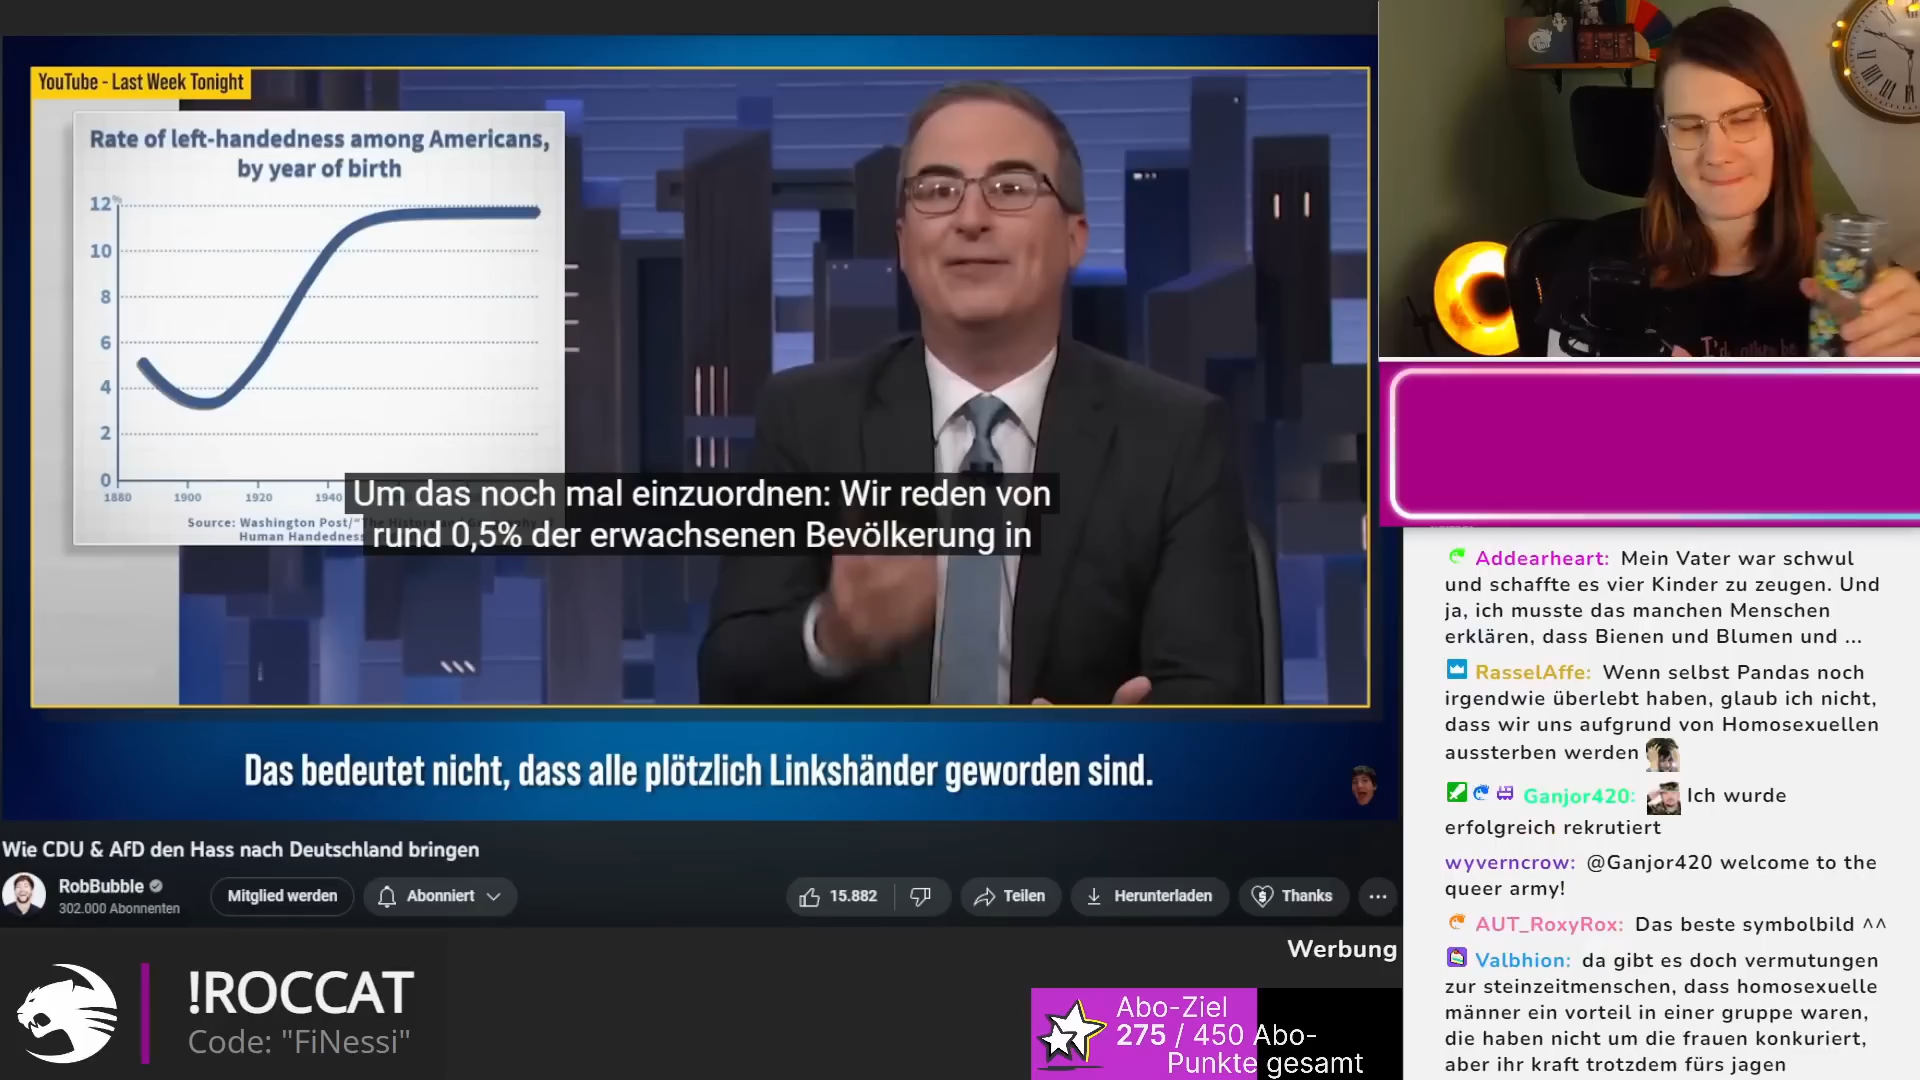 YouTube - Last Week Tonight
Rate of left-handedness among Americans,
by year of birth
12%
10
8
6
4
2
0
1880
1900
1920
1940
Source: Washington Post/"The History
Human Handedness
Um das noch mal einzuordnen: Wir reden von
rund 0,5% der erwachsenen Bevölkerung in
Das bedeutet nicht, dass alle plötzlich Linkshänder geworden sind.
Wie CDU & AfD den Hass nach Deutschland bringen
RobBubble
302.000 Abonnenten
Mitglied werden
Abonniert
15.882
Teilen
Herunterladen
Thanks
Werbung
!ROCCAT
Code: "FiNessi"
Abo-Ziel
275 / 450 Abo-
Punkte gesamt
Addearheart: Mein Vater war schwul
und schaffte es vier Kinder zu zeugen. Und
ja, ich musste das manchen Menschen
erklären, dass Bienen und Blumen und ...
RasselAffe: Wenn selbst Pandas noch
irgendwie überlebt haben, glaub ich nicht,
dass wir uns aufgrund von Homosexuellen
aussterben werden
Ganjor420: Ich wurde
erfolgreich rekrutiert
wyverncrow: @Ganjor420 welcome to the
queer army!
AUT_RoxyRox: Das beste symbolbild ^^
Valbhion: da gibt es doch vermutungen
zur steinzeitmenschen, dass homosexuelle
männer ein vorteil in einer gruppe waren,
die haben nicht um die frauen konkuriert,
aber ihr kraft trotzdem fürs jagen